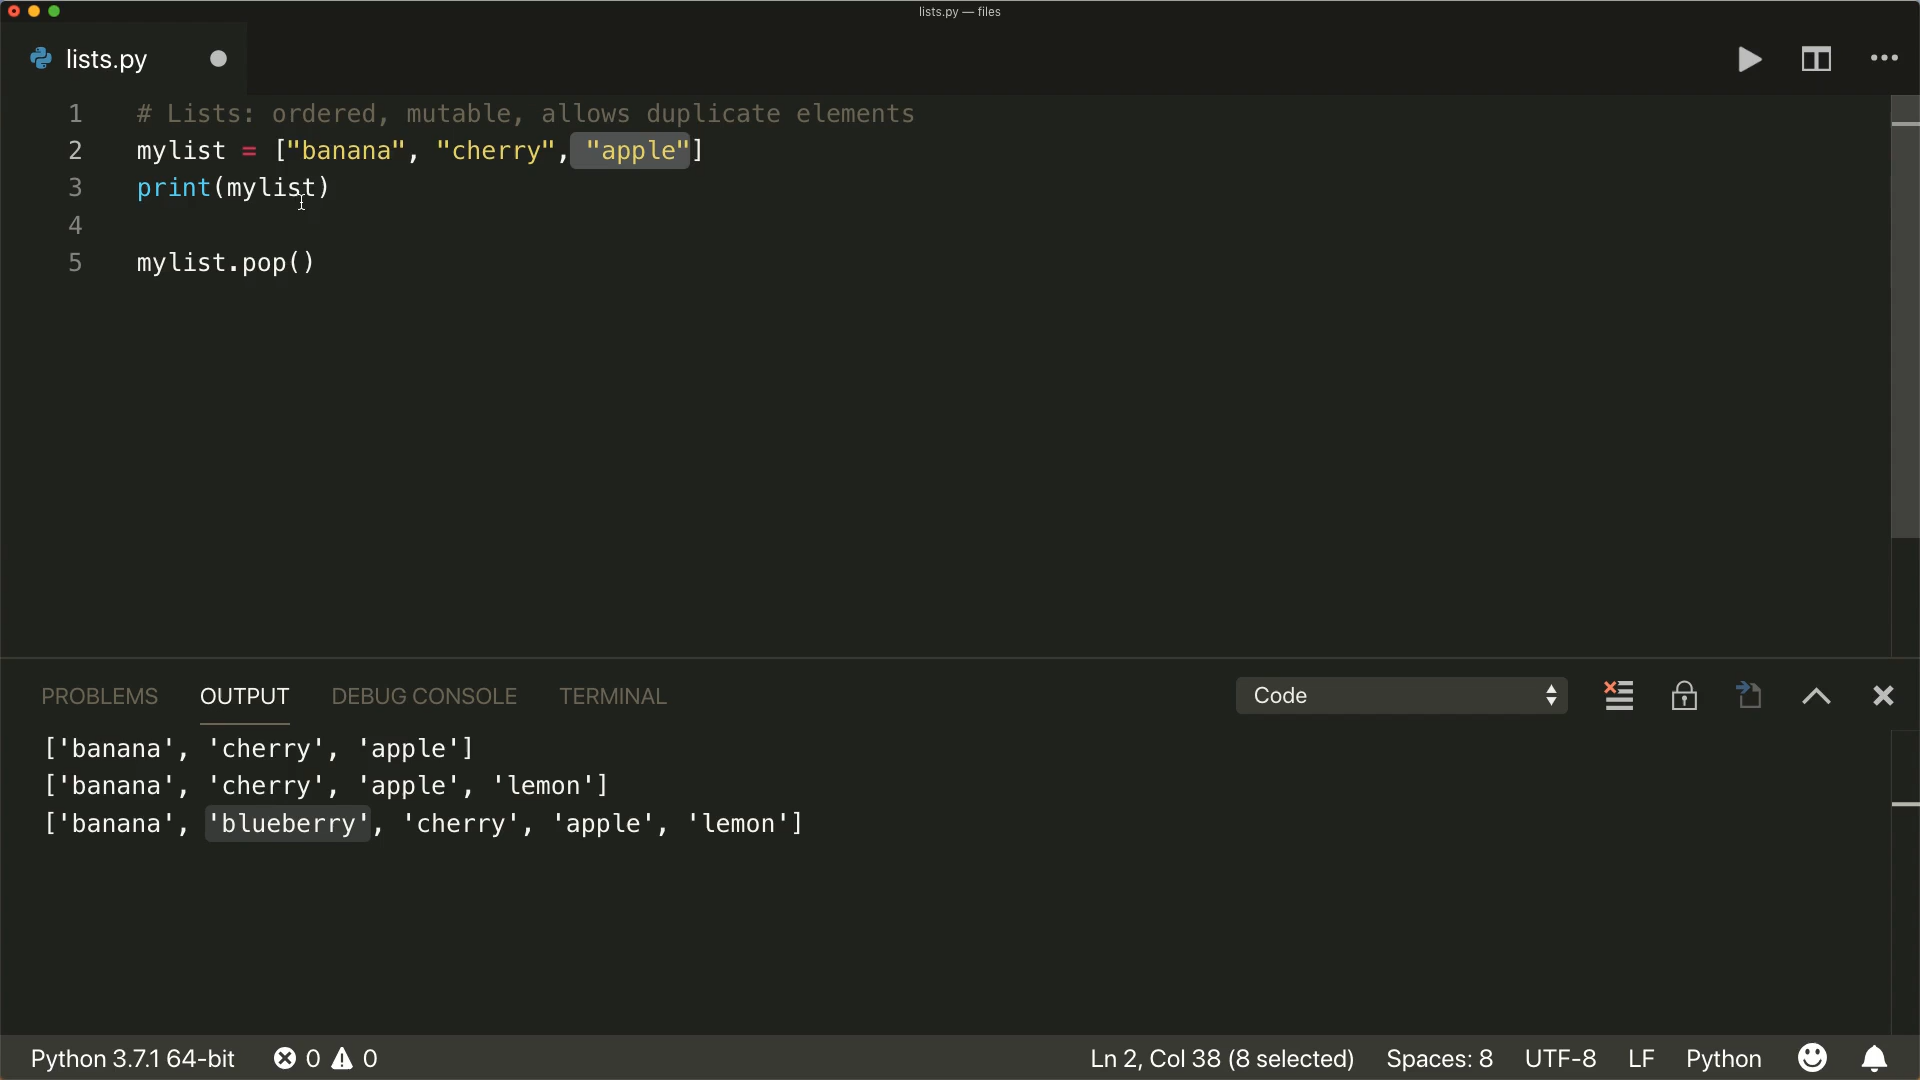 lists.py — files
lists.py
1 # Lists: ordered, mutable, allows duplicate elements
2 mylist = ["banana", "cherry", "apple"]
3 print(mylist)
4
5 mylist.pop()
PROBLEMS OUTPUT DEBUG CONSOLE TERMINAL Code
['banana', 'cherry', 'apple']
['banana', 'cherry', 'apple', 'lemon']
['banana', 'blueberry', 'cherry', 'apple', 'lemon']
Python 3.7.1 64-bit 0 0 Ln 2, Col 38 (8 selected) Spaces: 8 UTF-8 LF Python